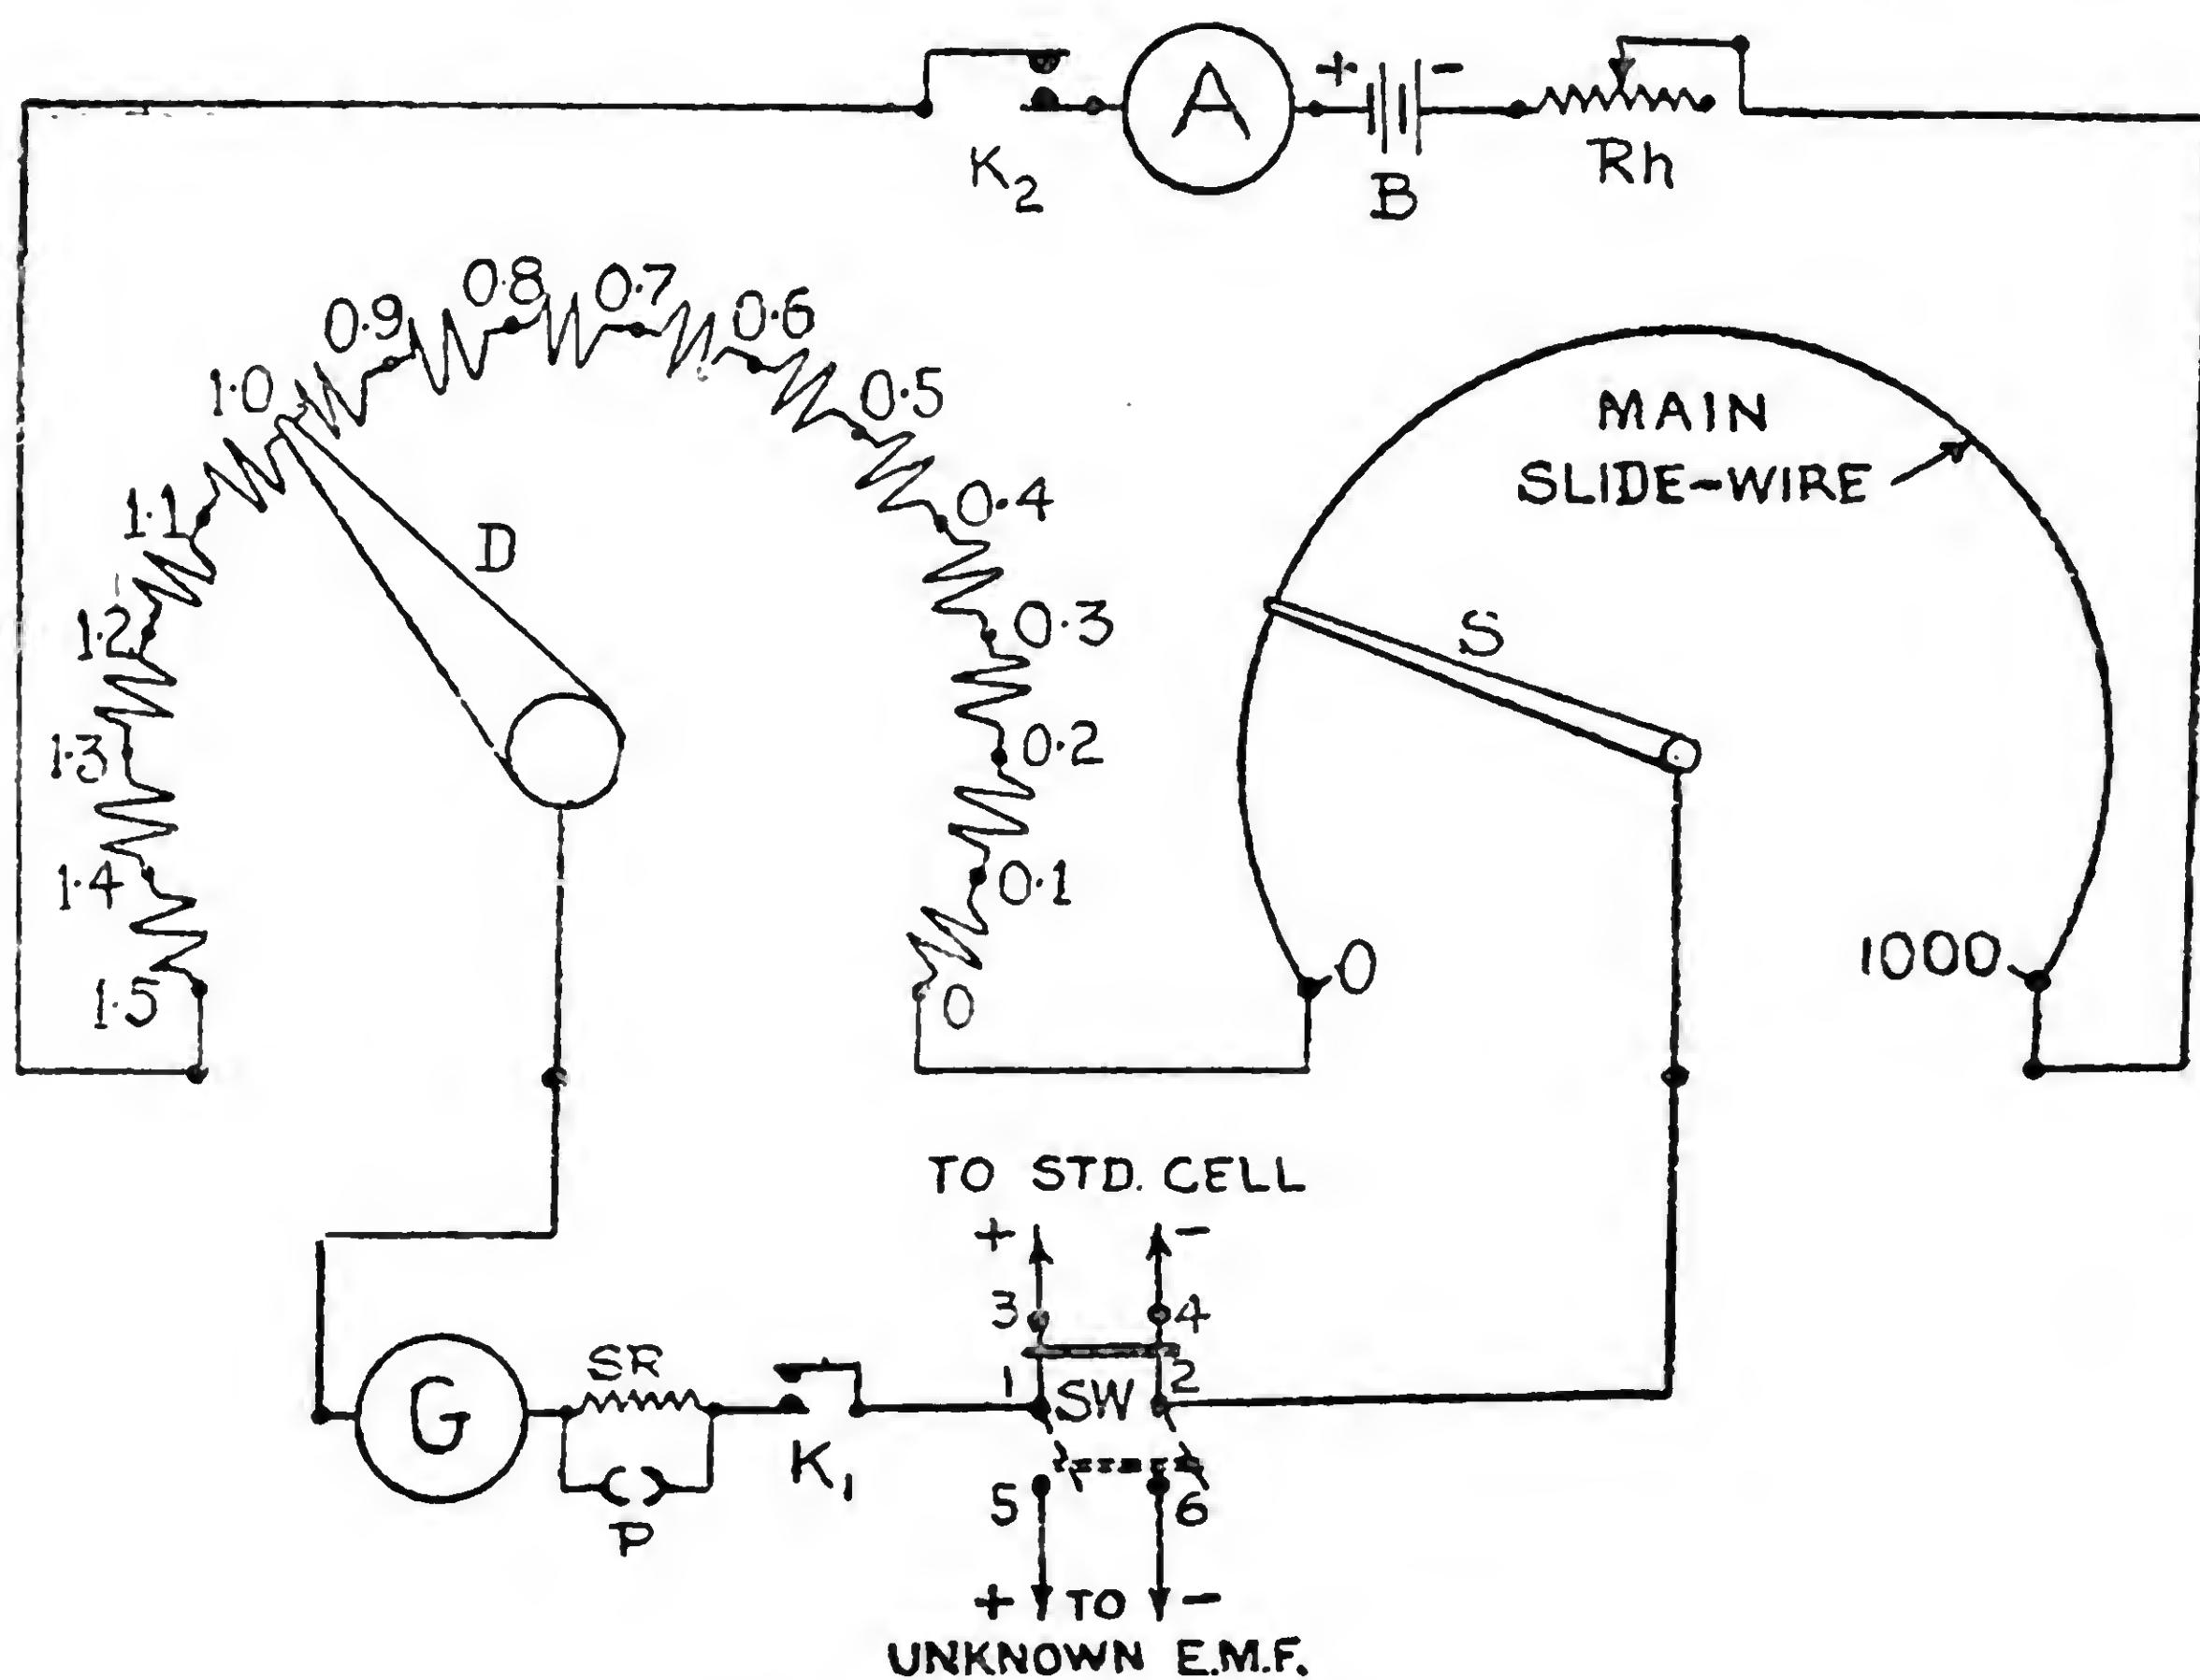 + -
A
K2
B
Rh
0.8
0.7
0.9
0.6
1.0
0.5
MAIN
SLIDE-WIRE
0.4
1.1
D
0.3
S
1.2
0.2
1.3
0.1
1.4
0
1000
1.5
0
TO STD. CELL
+ -
3 4
SR
1 SW 2
G
K1
5 6
P
+ TO -
UNKNOWN E.M.F.